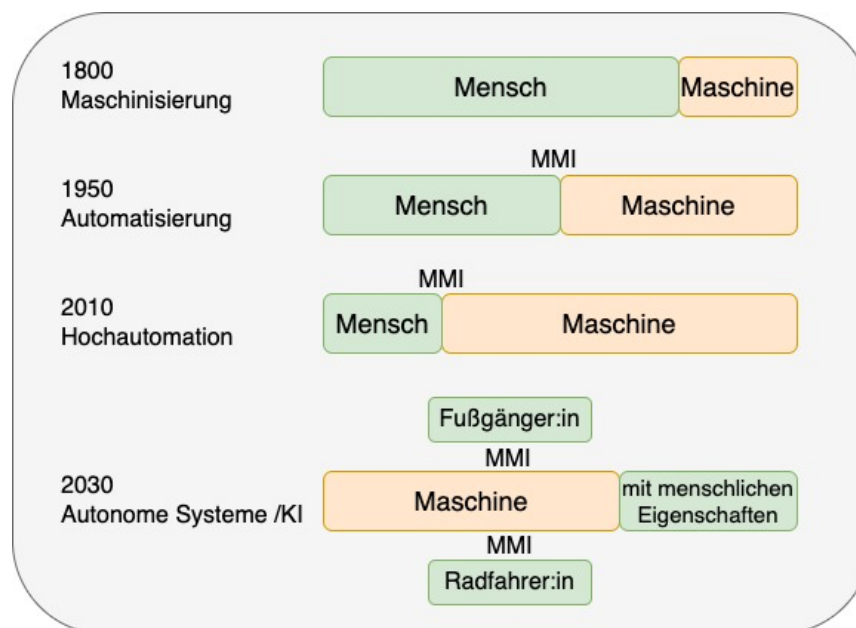 1800
Maschinisierung
Mensch
Maschine
MMI
1950
Automatisierung
Mensch
Maschine
MMI
2010
Hochautomation
Mensch
Maschine
Fußgänger:in
MMI
2030
Autonome Systeme /KI
Maschine
mit menschlichen
Eigenschaften
MMI
Radfahrer:in